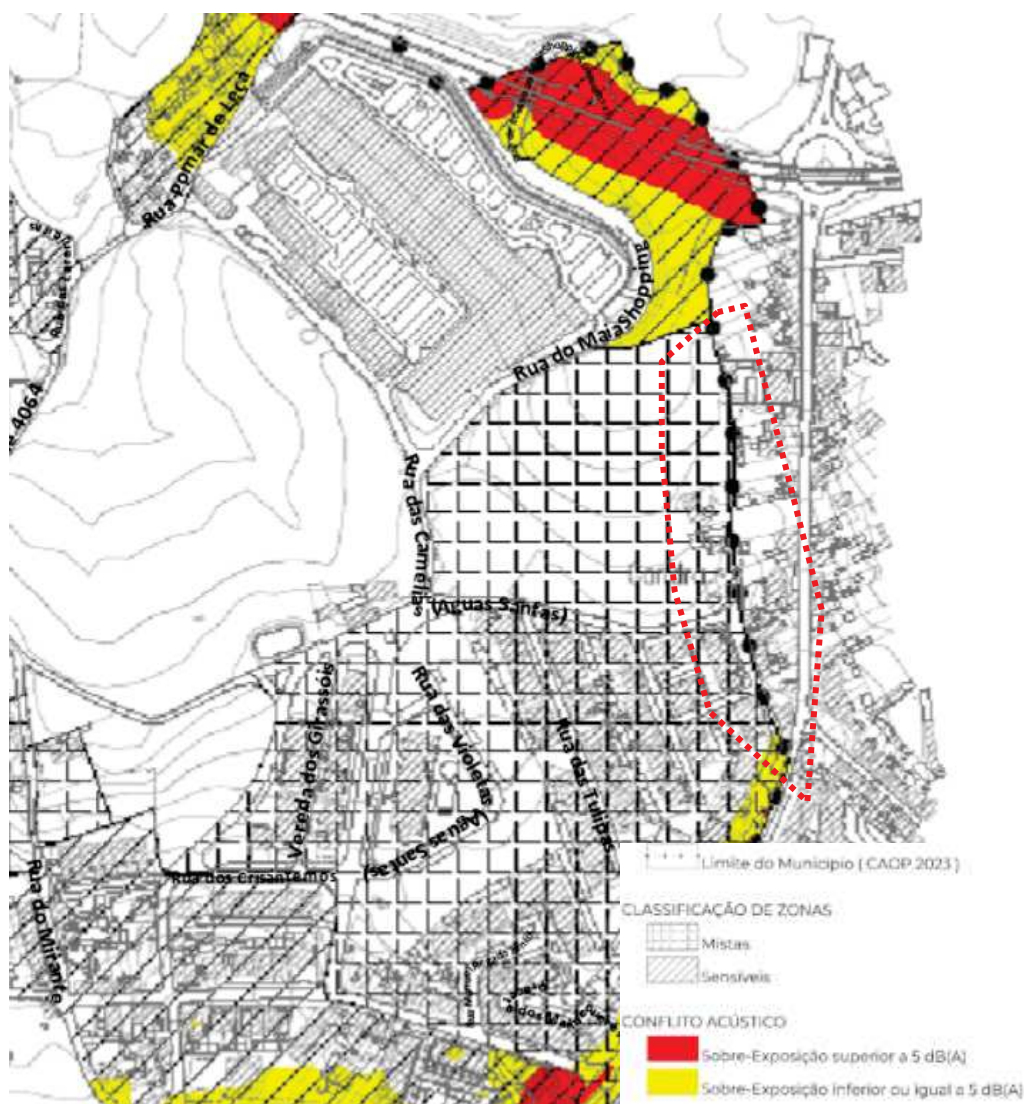 Rua Pomar de Leça
Rua do MaiaShopping
4064
Rua das Camélias
(Águas Santas)
Vereda dos Girassóis
Rua das Violetas
(Águas Santas)
Rua das Tulipas
Rua dos Crisantemos
Rua do Mirante
Limite do Município ( CAOP 2023 )
CLASSIFICAÇÃO DE ZONAS
Mistas
Sensíveis
CONFLITO ACÚSTICO
Sobre-Exposição superior a 5 dB(A)
Sobre-Exposição inferior ou igual a 5 dB(A)